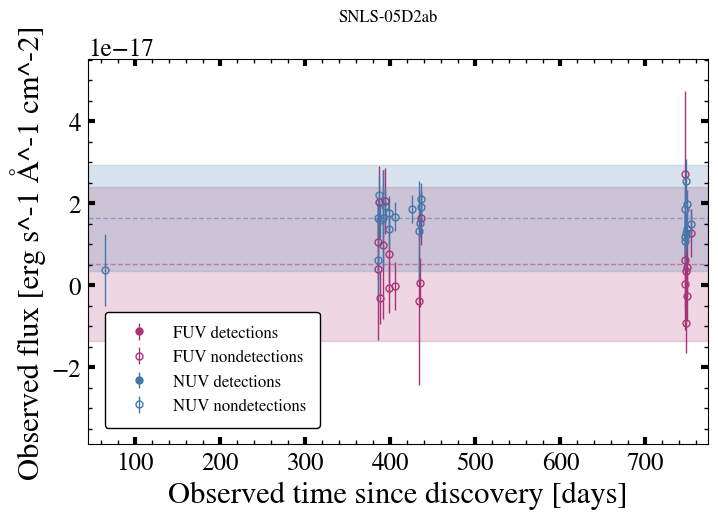 SNLS-05D2ab
1e−17
4
2
0
−2
Observed flux [erg s^-1 Å^-1 cm^-2]
FUV detections
FUV nondetections
NUV detections
NUV nondetections
100 200 300 400 500 600 700
Observed time since discovery [days]